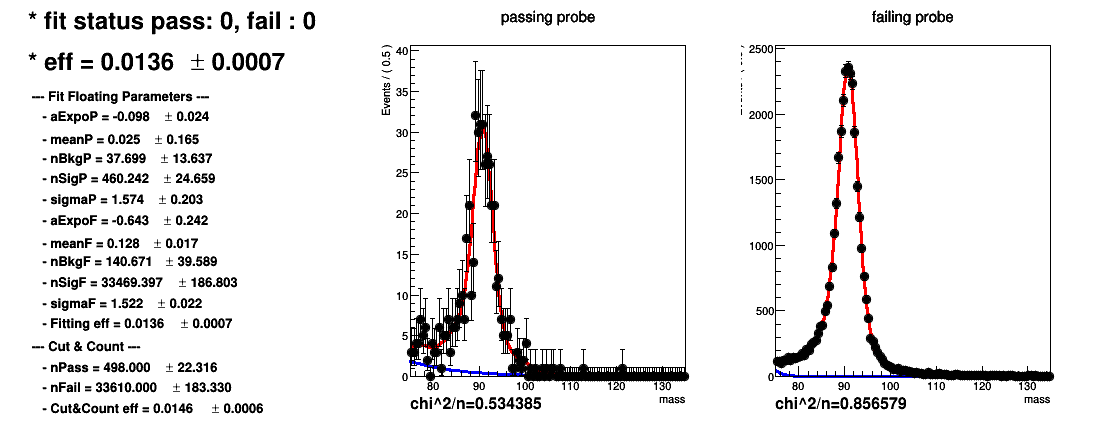 * fit status pass: 0, fail : 0
* eff = 0.0136 ± 0.0007
--- Fit Floating Parameters ---
- aExpoP = -0.098 ± 0.024
- meanP = 0.025 ± 0.165
- nBkgP = 37.699 ± 13.637
- nSigP = 460.242 ± 24.659
- sigmaP = 1.574 ± 0.203
- aExpoF = -0.643 ± 0.242
- meanF = 0.128 ± 0.017
- nBkgF = 140.671 ± 39.589
- nSigF = 33469.397 ± 186.803
- sigmaF = 1.522 ± 0.022
- Fitting eff = 0.0136 ± 0.0007
--- Cut & Count ---
- nPass = 498.000 ± 22.316
- nFail = 33610.000 ± 183.330
- Cut&Count eff = 0.0146 ± 0.0006
passing probe
Events / ( 0.5 )
40
35
30
25
20
15
10
5
0
80 90 100 110 120 130
mass
chi^2/n=0.534385
failing probe
2500
2000
1500
1000
500
0
80 90 100 110 120 130
mass
chi^2/n=0.856579